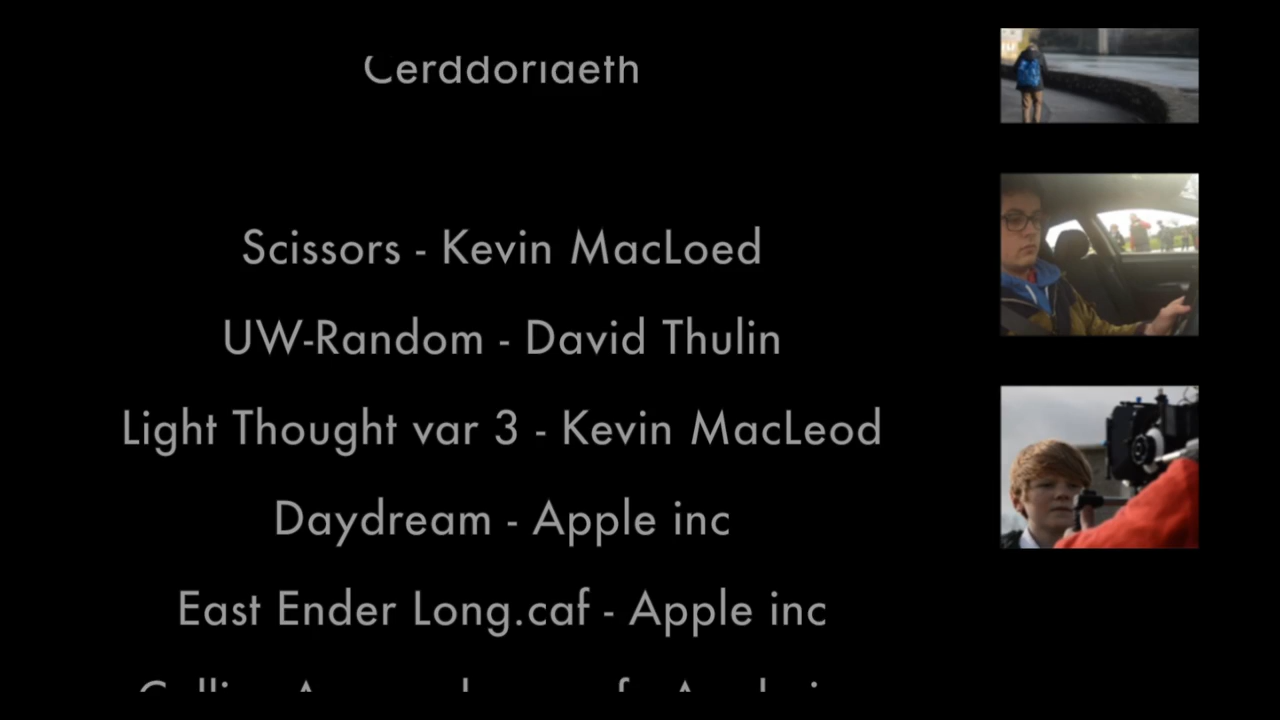 Cerddoriaeth
Scissors - Kevin MacLoed
UW-Random - David Thulin
Light Thought var 3 - Kevin MacLeod
Daydream - Apple inc
East Ender Long.caf - Apple inc